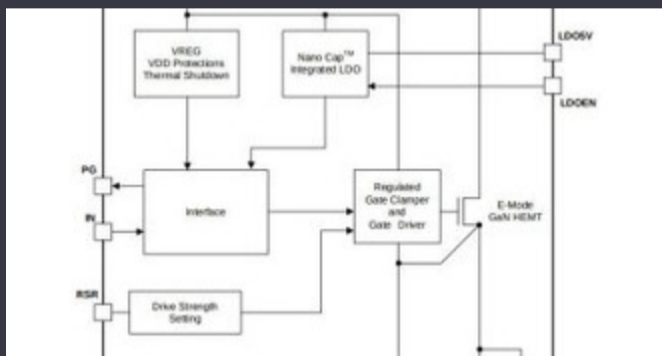 VREG
VDD Protections
Thermal Shutdown
Nano Cap™
Integrated LDO
LDO5V
LDOEN
PG
IN
Interface
Regulated
Gate Clamper
and
Gate Driver
E-Mode
GaN HEMT
RSR
Drive Strength
Setting